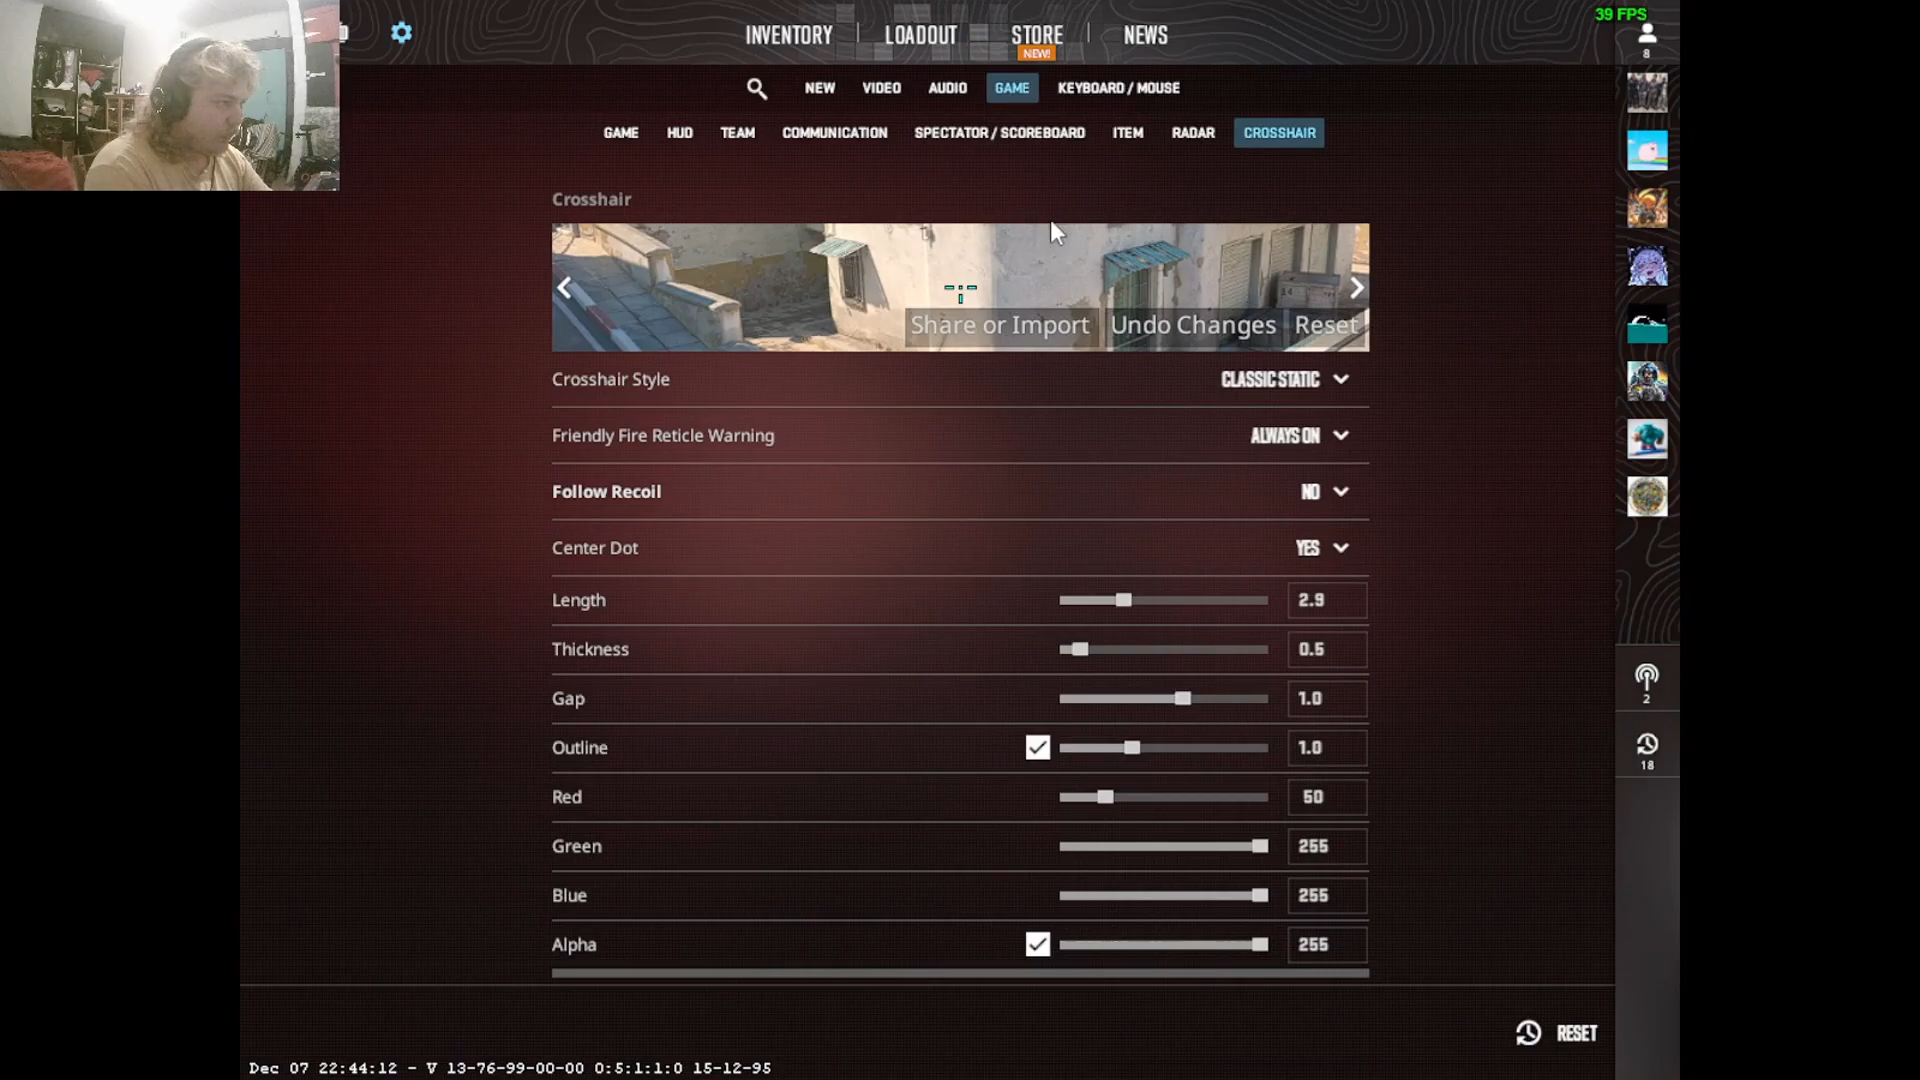 39 FPS
INVENTORY LOADOUT STORE NEWS
NEW!
8
NEW VIDEO AUDIO GAME KEYBOARD / MOUSE
GAME HUD TEAM COMMUNICATION SPECTATOR / SCOREBOARD ITEM RADAR CROSSHAIR
Crosshair
Share or Import Undo Changes Reset
Crosshair Style CLASSIC STATIC
Friendly Fire Reticle Warning ALWAYS ON
Follow Recoil NO
Center Dot YES
Length 2.9
Thickness 0.5
Gap 1.0
2
Outline 1.0
18
Red 50
Green 255
Blue 255
Alpha 255
RESET
Dec 07 22:44:12 - V 13-76-99-00-00 0:5:1:1:0 15-12-95